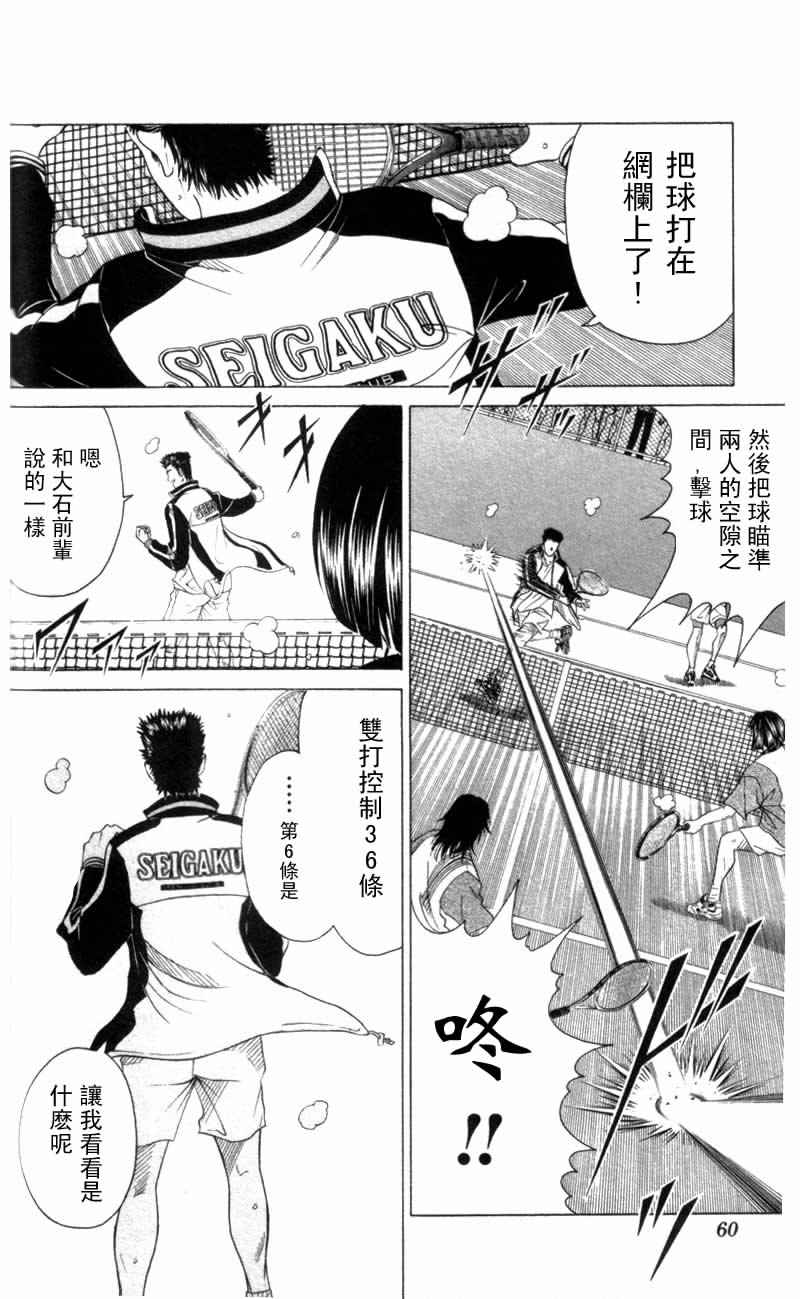 把球打在
網欄上了！
SEIGAKU
CLUB
然後把球瞄準
兩人的空隙之
間，擊球
咚!!
嗯
和大石前輩
說的一樣
雙打控制36條
……第6條是
SEIGAKU
讓我看看是
什麽呢
60